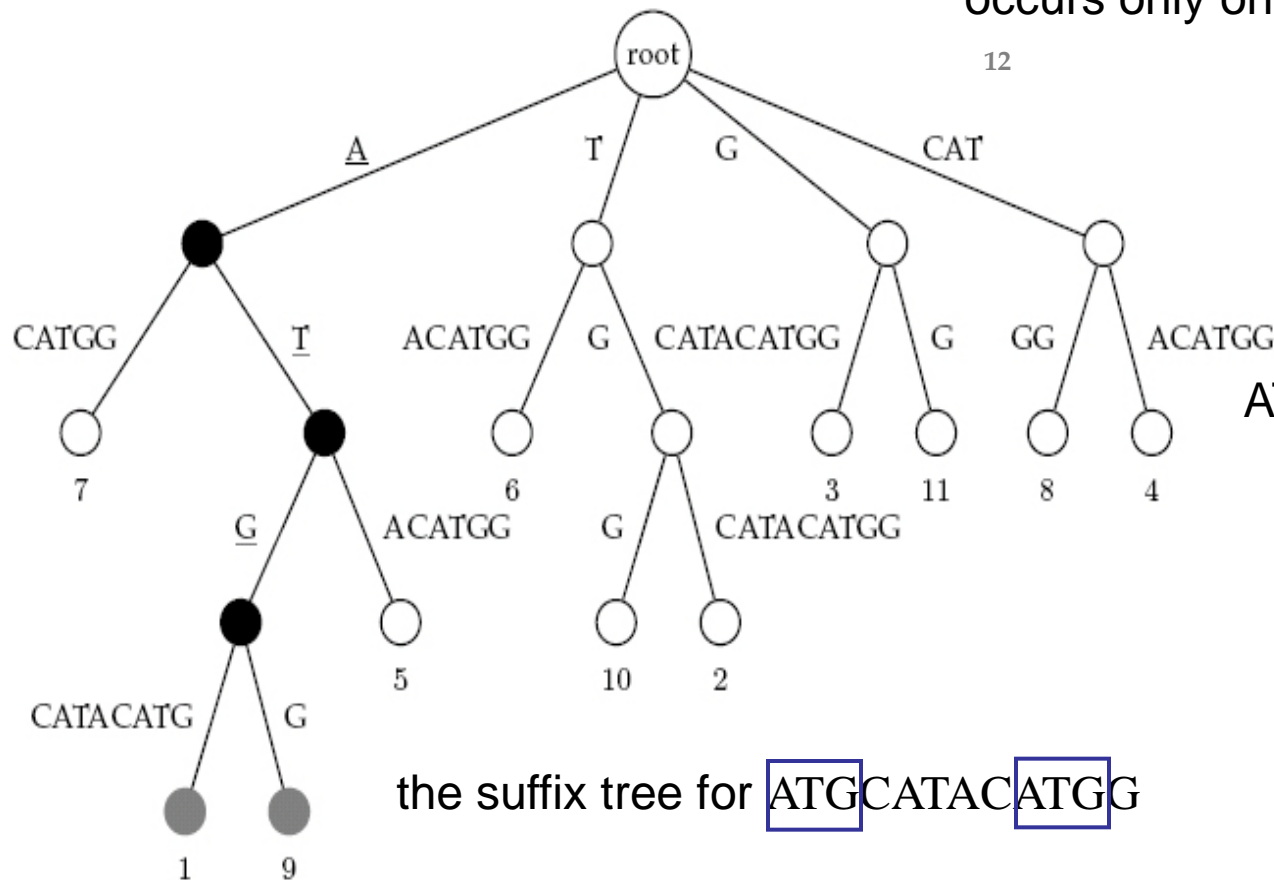 occurs only on
root
12
A T G CAT
CATGG T ACATGG G CATACATGG G GG ACATGG
7 6 3 11 8 4
G ACATGG G CATACATGG
5 10 2
CATACATG G
the suffix tree for ATGCATACATGG
1 9